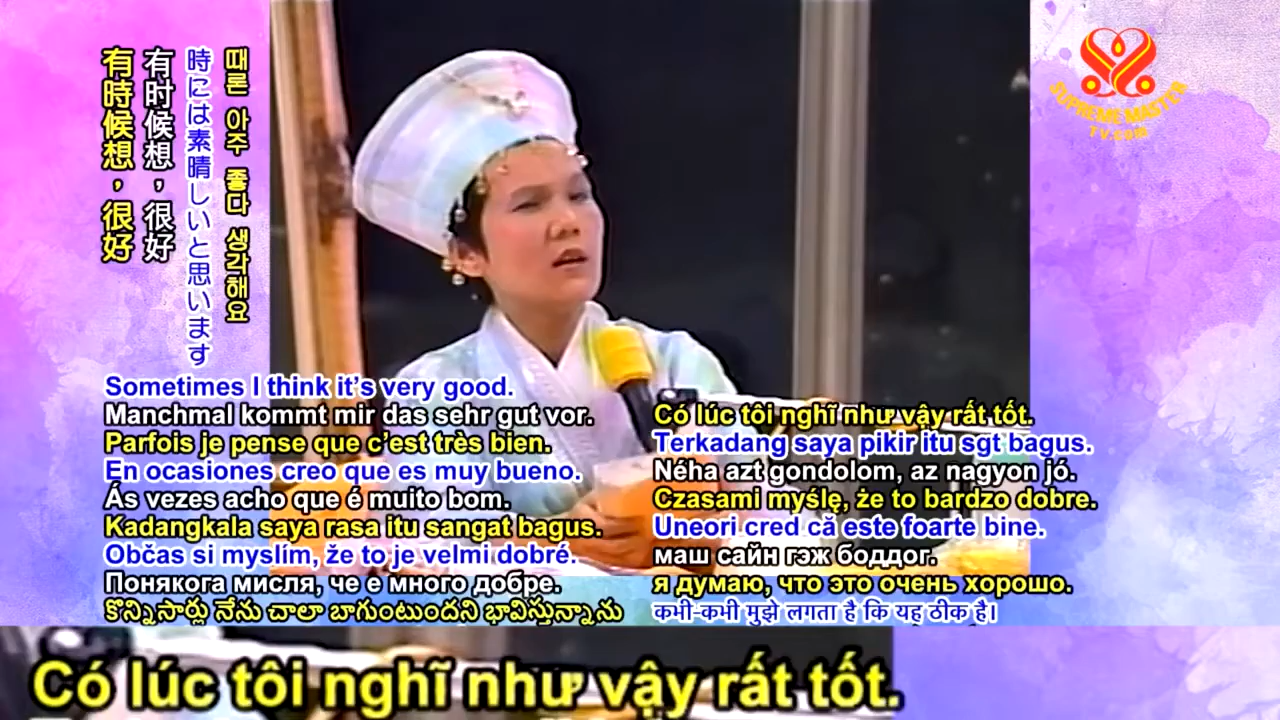 有時候想，很好
有时候想，很好
時には素晴しいと思います
때론 아주 좋다 생각해요
SUPREME MASTER
TV.COM
Sometimes I think it’s very good.
Manchmal kommt mir das sehr gut vor.
Parfois je pense que c’est très bien.
En ocasiones creo que es muy bueno.
Ás vezes acho que é muito bom.
Kadangkala saya rasa itu sangat bagus.
Občas si myslím, že to je velmi dobré.
Понякога мисля, че е много добре.
కొన్నిసార్లు నేను చాలా బాగుంటుందని భావిస్తున్నాను
Có lúc tôi nghĩ như vậy rất tốt.
Terkadang saya pikir itu sgt bagus.
Néha azt gondolom, az nagyon jó.
Czasami myślę, że to bardzo dobre.
Uneori cred că este foarte bine.
маш сайн гэж боддог.
я думаю, что это очень хорошо.
कभी-कभी मुझे लगता है कि यह ठीक है।
Có lúc tôi nghĩ như vậy rất tốt.